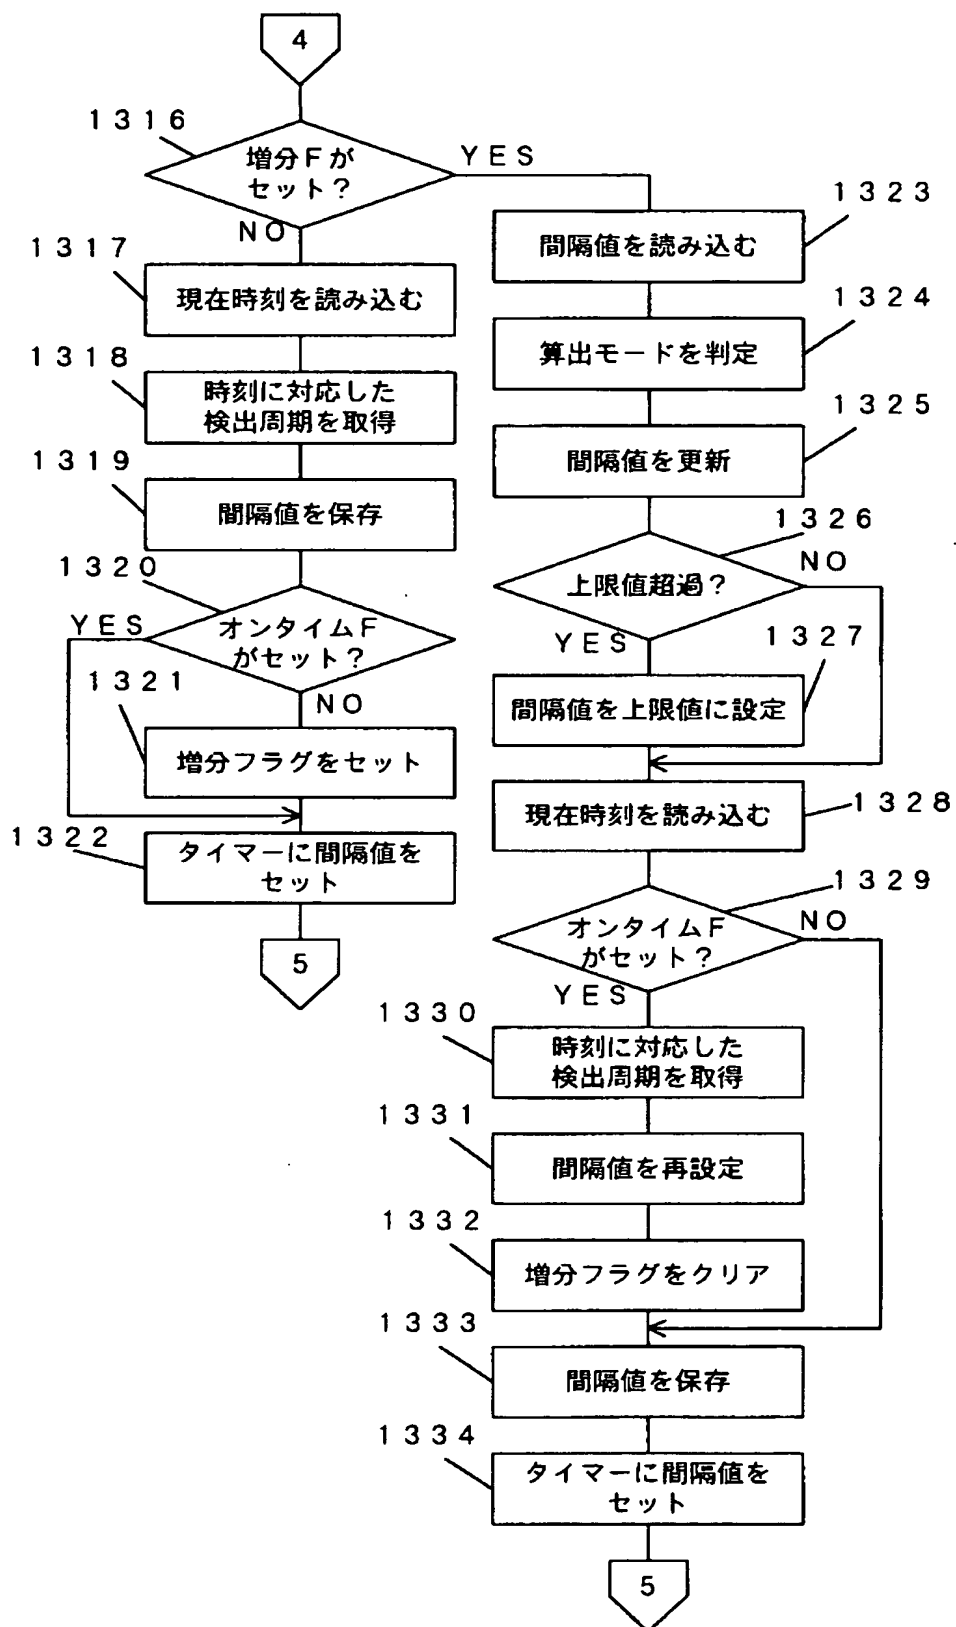 4
1316
増分Fが
セット?
YES
NO
1317
現在時刻を読み込む
1318
時刻に対応した
検出周期を取得
1319
間隔値を保存
1320
オンタイムF
がセット?
YES
NO
1321
増分フラグをセット
1322
タイマーに間隔値を
セット
5
1323
間隔値を読み込む
1324
算出モードを判定
1325
間隔値を更新
1326
上限値超過?
NO
YES
1327
間隔値を上限値に設定
1328
現在時刻を読み込む
1329
オンタイムF
がセット?
NO
YES
1330
時刻に対応した
検出周期を取得
1331
間隔値を再設定
1332
増分フラグをクリア
1333
間隔値を保存
1334
タイマーに間隔値を
セット
5